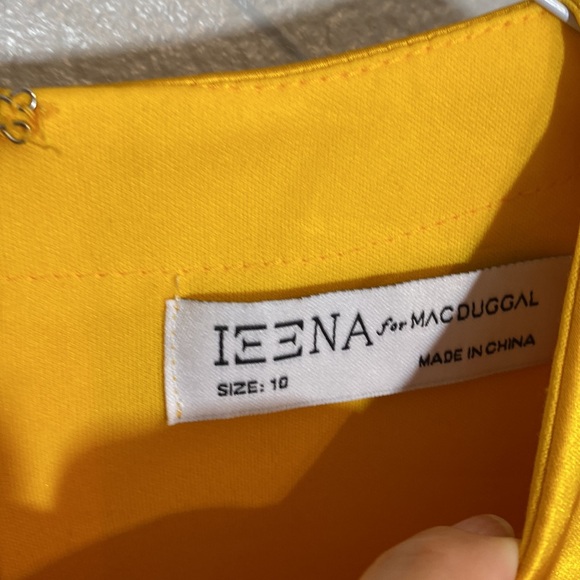 IEENA for MAC DUGGAL
SIZE: 10
MADE IN CHINA